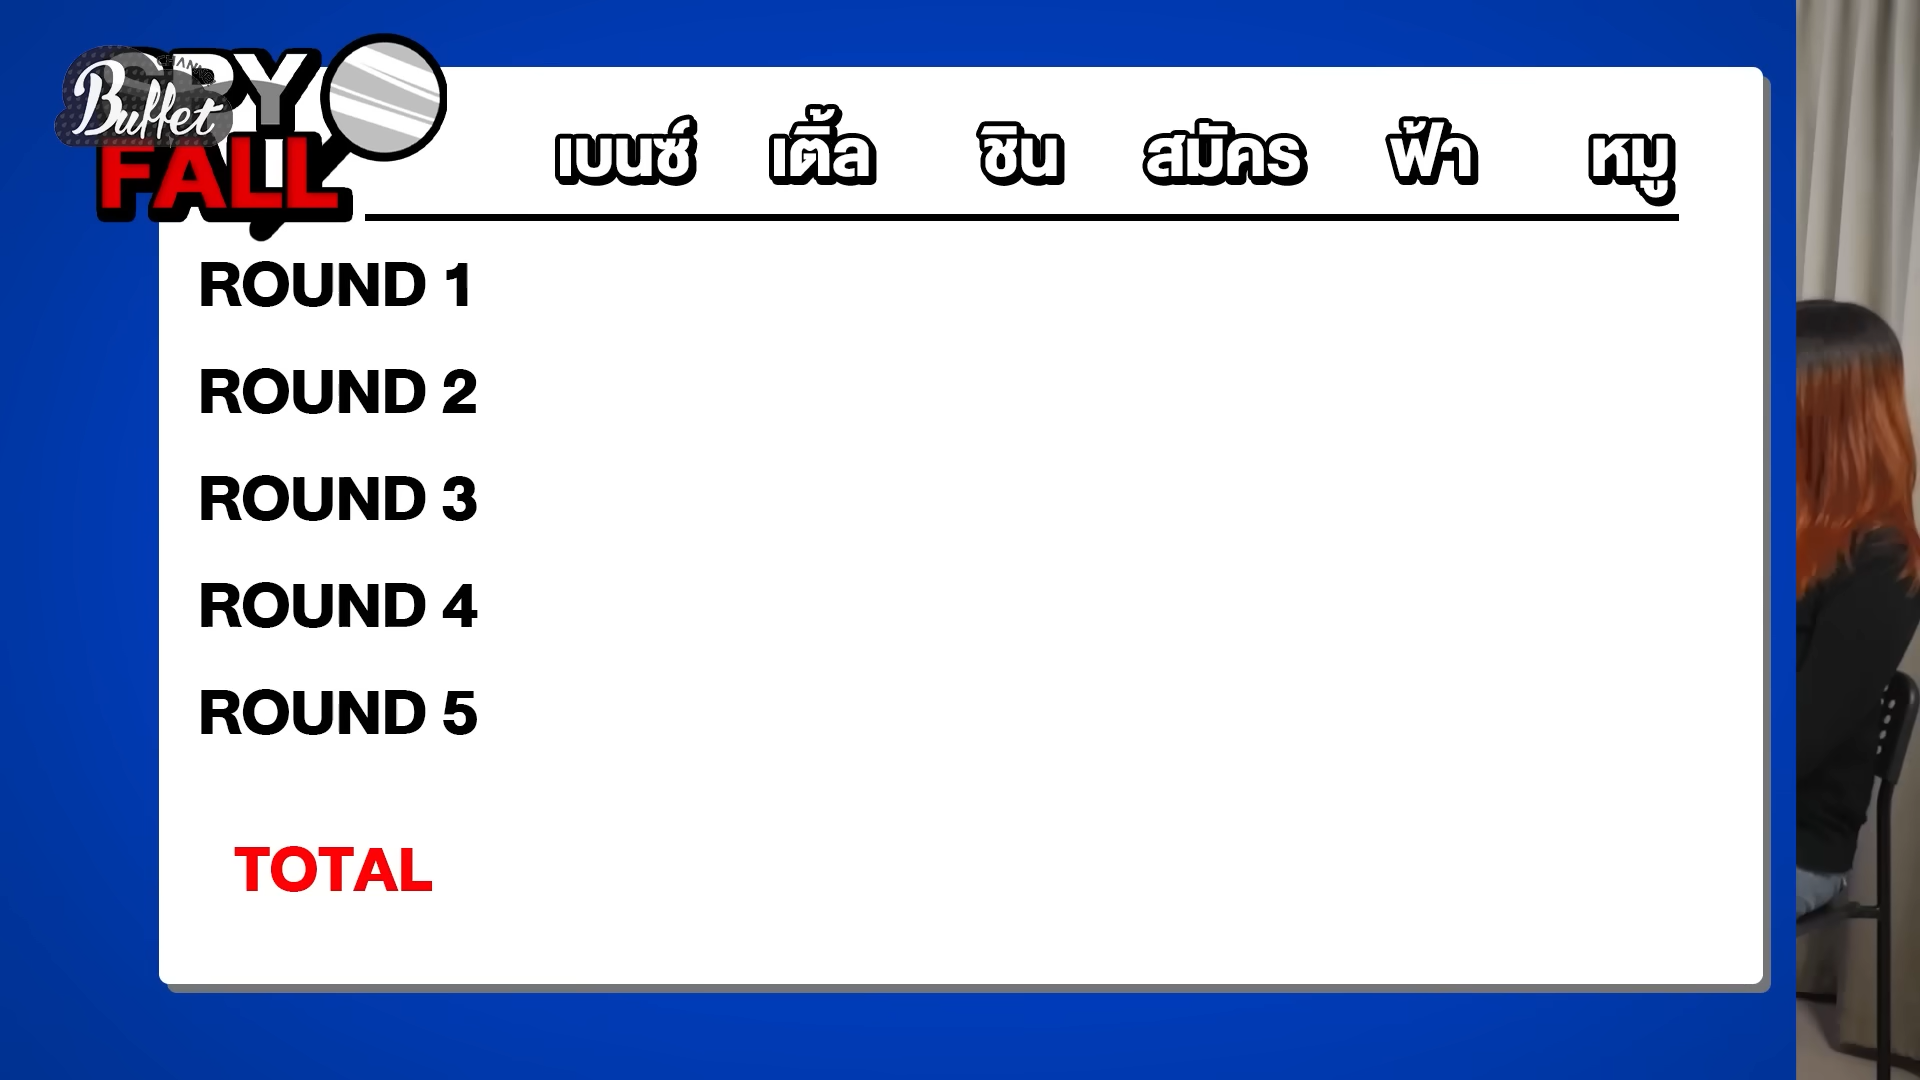 SPY
FALL
Buffet
CHANNEL
เบนซ์ เติ้ล ชิน สมัคร ฟ้า หมู
ROUND 1
ROUND 2
ROUND 3
ROUND 4
ROUND 5
TOTAL